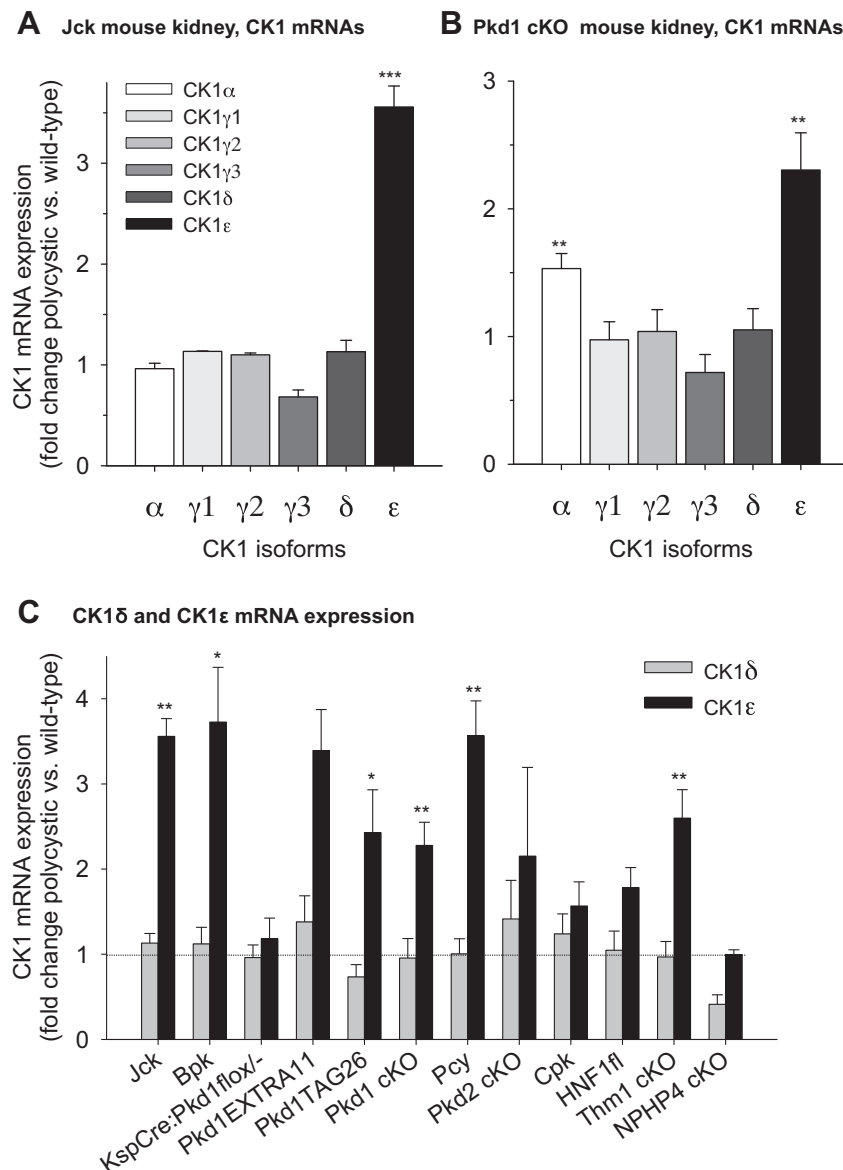 A Jck mouse kidney, CK1 mRNAs
CK1 mRNA expression
(fold change polycystic vs. wild-type)
3
2
1
0
CK1α
CK1γ1
CK1γ2
CK1γ3
CK1δ
CK1ε
***
α γ1 γ2 γ3 δ ε
CK1 isoforms
B Pkd1 cKO mouse kidney, CK1 mRNAs
3
2
1
0
**
**
α γ1 γ2 γ3 δ ε
CK1 isoforms
C CK1δ and CK1ε mRNA expression
CK1 mRNA expression
(fold change polycystic vs. wild-type)
4
3
2
1
0
CK1δ
CK1ε
**
*
*
**
**
**
Jck
Bpk
KspCre:Pkd1flox/-
Pkd1EXTRA11
Pkd1TAG26
Pkd1 cKO
Pcy
Pkd2 cKO
Cpk
HNF1fl
Thm1 cKO
NPHP4 cKO